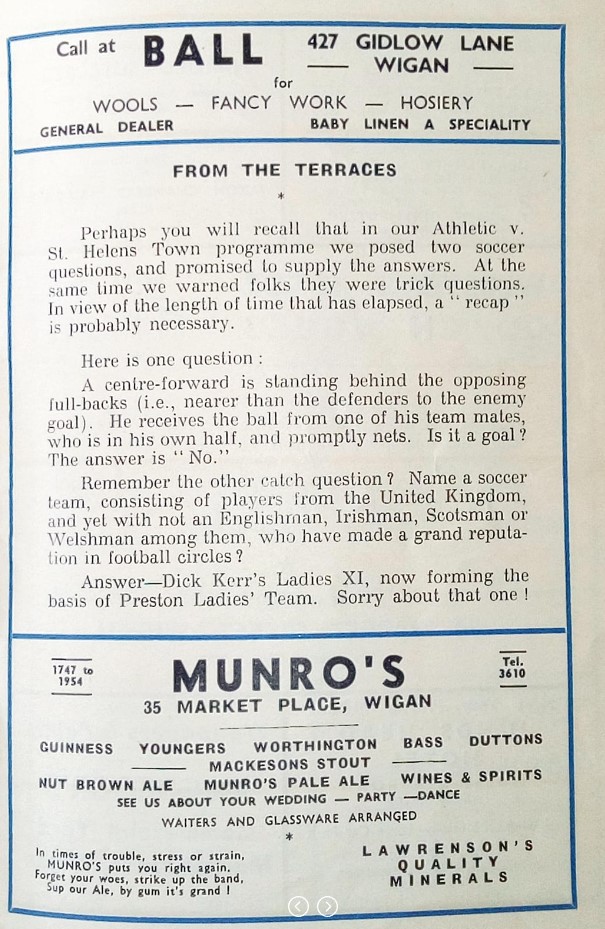 Call at BALL 427 GIDLOW LANE
WIGAN
for
WOOLS — FANCY WORK — HOSIERY
GENERAL DEALER BABY LINEN A SPECIALITY
FROM THE TERRACES
*
Perhaps you will recall that in our Athletic v.
St. Helens Town programme we posed two soccer
questions, and promised to supply the answers. At the
same time we warned folks they were trick questions.
In view of the length of time that has elapsed, a “ recap ”
is probably necessary.
Here is one question :
A centre-forward is standing behind the opposing
full-backs (i.e., nearer than the defenders to the enemy
goal). He receives the ball from one of his team mates,
who is in his own half, and promptly nets. Is it a goal ?
The answer is “ No.”
Remember the other catch question ? Name a soccer
team, consisting of players from the United Kingdom,
and yet with not an Englishman, Irishman, Scotsman or
Welshman among them, who have made a grand reputa-
tion in football circles ?
Answer—Dick Kerr's Ladies XI, now forming the
basis of Preston Ladies' Team. Sorry about that one !
1747 to
1954
MUNRO'S
Tel.
3610
35 MARKET PLACE, WIGAN
GUINNESS YOUNGERS WORTHINGTON BASS DUTTONS
MACKESONS STOUT
NUT BROWN ALE MUNRO'S PALE ALE WINES & SPIRITS
SEE US ABOUT YOUR WEDDING — PARTY —DANCE
WAITERS AND GLASSWARE ARRANGED
*
In times of trouble, stress or strain,
MUNRO'S puts you right again.
Forget your woes, strike up the band,
Sup our Ale, by gum it's grand !
LAWRENSON'S
QUALITY
MINERALS